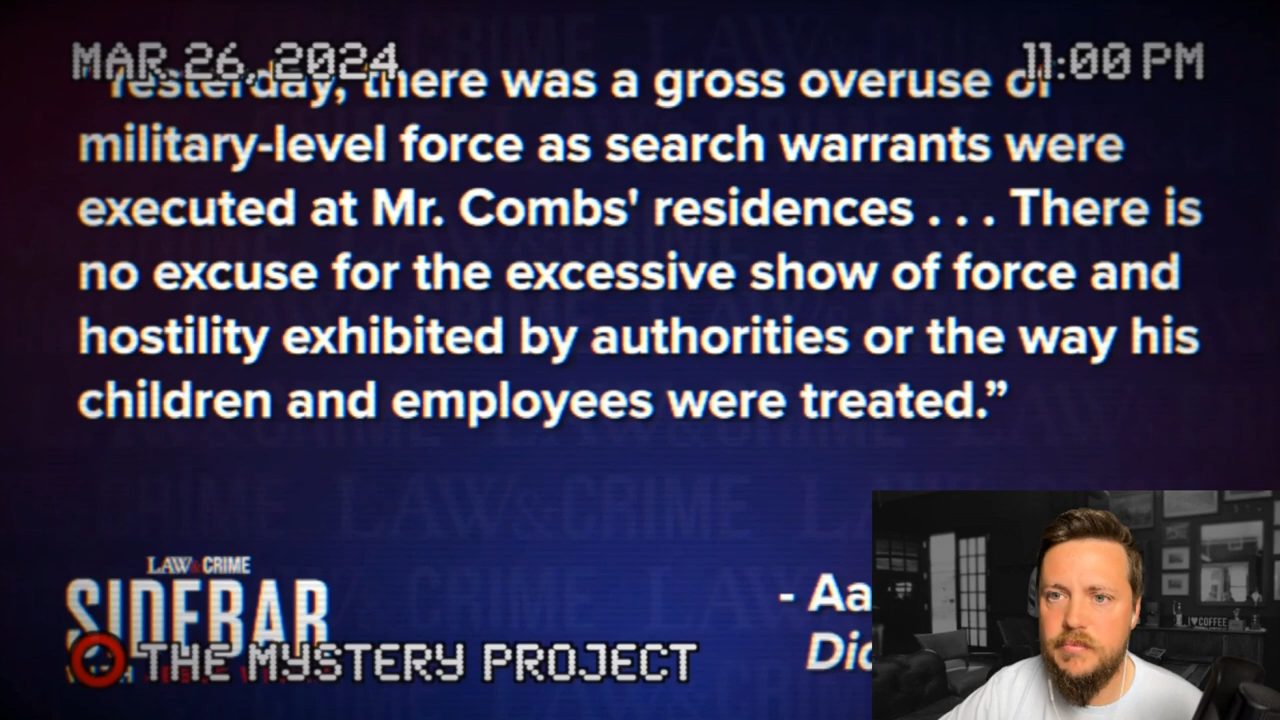 MAR 26, 2024
11:00 PM
"Yesterday, there was a gross overuse of
military-level force as search warrants were
executed at Mr. Combs' residences . . . There is
no excuse for the excessive show of force and
hostility exhibited by authorities or the way his
children and employees were treated.”
LAW&CRIME
SIDEBAR
THE MYSTERY PROJECT
- Aa
Did
I ♥ COFFEE